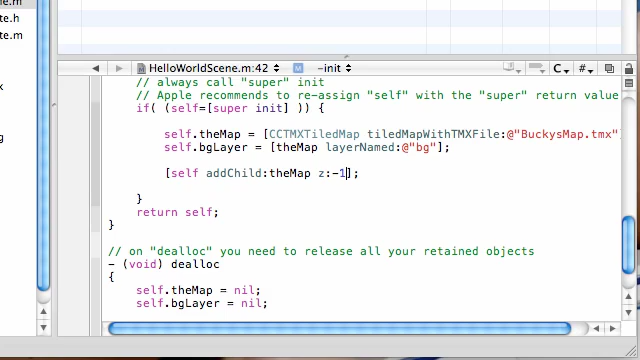 ne.m
te.h
te.m
x
g
HelloWorldScene.m:42
M
-init
C
#
// always call "super" init
// Apple recommends to re-assign "self" with the "super" return value
if( (self=[super init] )) {
self.theMap = [CCTMXTiledMap tiledMapWithTMXFile:@"BuckysMap.tmx"
self.bgLayer = [theMap layerNamed:@"bg"];
[self addChild:theMap z:-1];
}
return self;
}
// on "dealloc" you need to release all your retained objects
- (void) dealloc
{
self.theMap = nil;
self.bgLayer = nil;